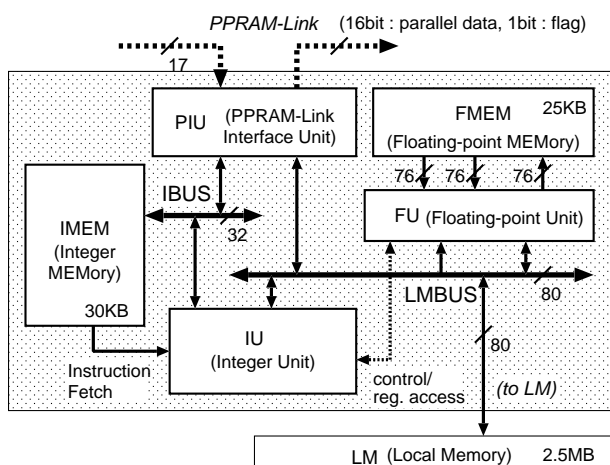 PPRAM-Link (16bit : parallel data, 1bit : flag)
17
PIU (PPRAM-Link
Interface Unit)
FMEM 25KB
(Floating-point MEMory)
76 76 76
IBUS
32
FU (Floating-point Unit)
IMEM
(Integer
MEMory)
30KB
LMBUS 80
IU
(Integer Unit)
80
Instruction
Fetch
control/
reg. access
(to LM)
LM (Local Memory) 2.5MB